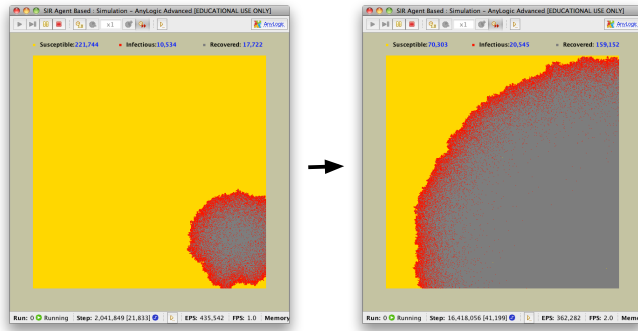 SIR Agent Based : Simulation – AnyLogic Advanced [EDUCATIONAL USE ONLY]
x1
AnyLogic
Susceptible:221,744 Infectious:10,534 Recovered: 17,722
Run: 0 Running Step: 2,041,849 [21,833] EPS: 435,542 FPS: 1.0 Memory
SIR Agent Based : Simulation – AnyLogic Advanced [EDUCATIONAL USE ONLY]
x1
AnyLogic
Susceptible:70,303 Infectious:20,545 Recovered: 159,152
Run: 0 Running Step: 16,418,056 [41,199] EPS: 362,282 FPS: 2.0 Mem